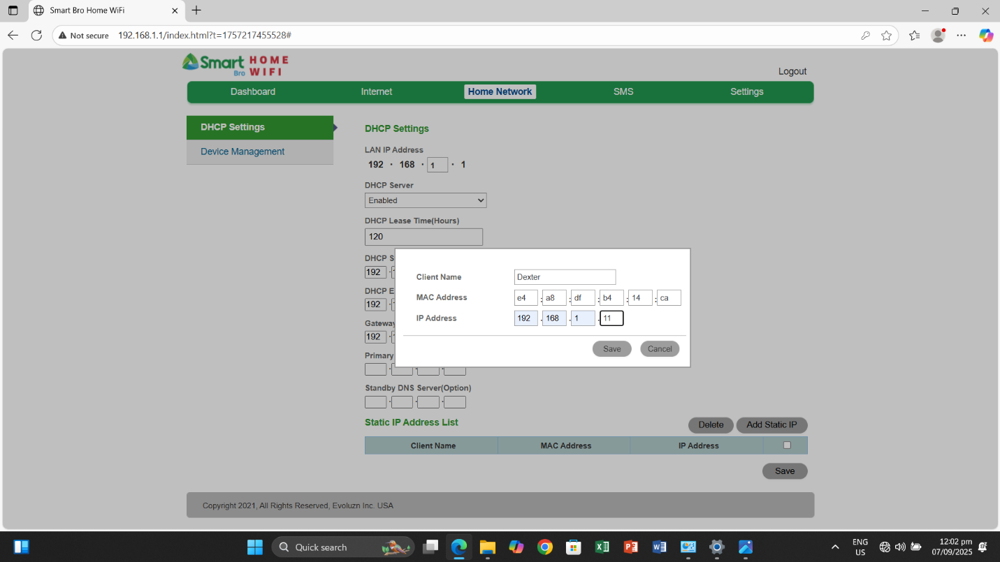 Smart Bro Home WiFi
Not secure 192.168.1.1/index.html?t=1757217455528#
Smart Bro HOME WIFI
Logout
Dashboard Internet Home Network SMS Settings
DHCP Settings
Device Management
DHCP Settings
LAN IP Address
192 · 168 · 1 · 1
DHCP Server
Enabled
DHCP Lease Time(Hours)
120
DHCP S
192
DHCP E
192
Gateway
192
Primary
Client Name Dexter
MAC Address e4 : a8 : df : b4 : 14 : ca
IP Address 192 . 168 . 1 . 11
Save Cancel
Standby DNS Server(Option)
Static IP Address List
Delete Add Static IP
Client Name MAC Address IP Address
Save
Copyright 2021, All Rights Reserved, Evoluzn Inc. USA
Quick search
ENG
US
12:02 pm
07/09/2025